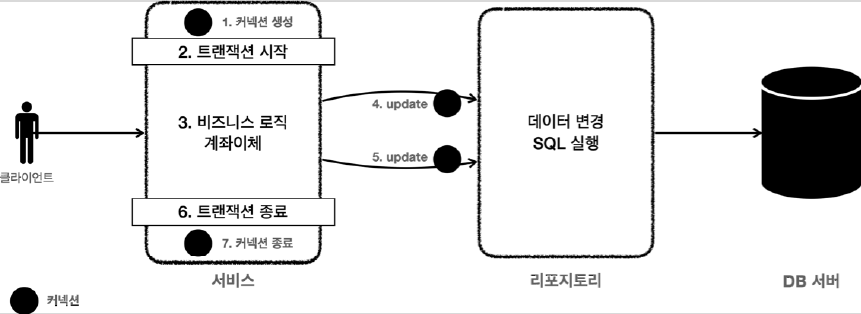 1. 커넥션 생성
2. 트랜잭션 시작
3. 비즈니스 로직
계좌이체
4. update
5. update
데이터 변경
SQL 실행
클라이언트
6. 트랜잭션 종료
7. 커넥션 종료
서비스
리포지토리
DB 서버
커넥션